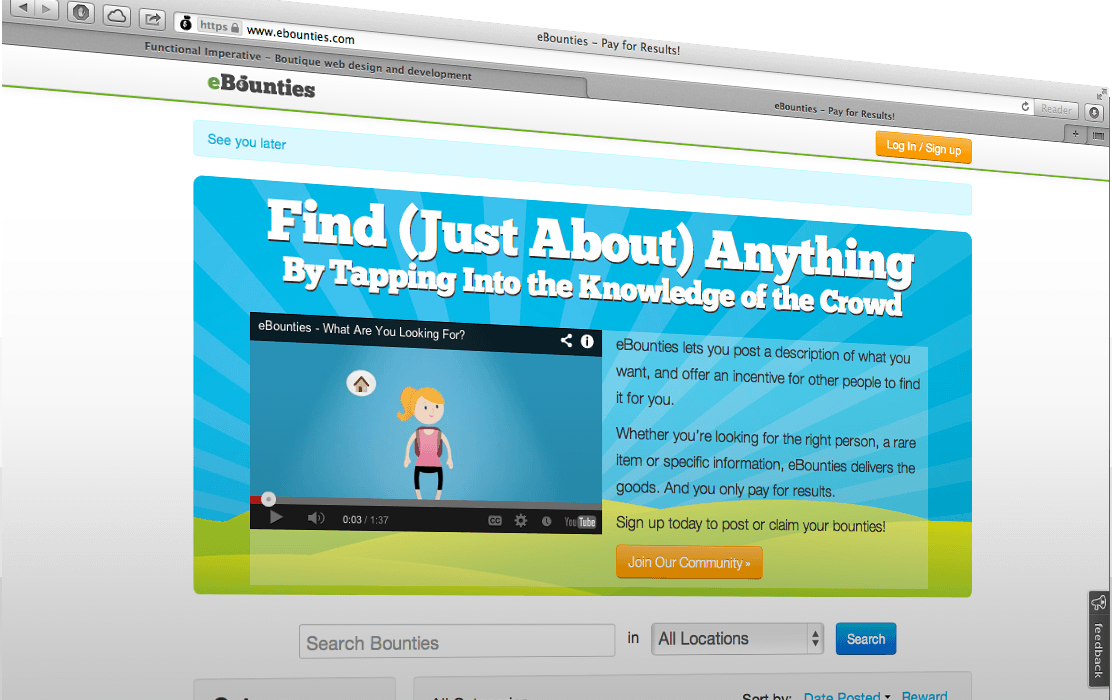 https www.ebounties.com
eBounties – Pay for Results!
Functional Imperative – Boutique web design and development
eBounties – Pay for Results!
Reader
eBounties
Log In / Sign up
See you later
Find (Just About) Anything
By Tapping Into the Knowledge of the Crowd
eBounties - What Are You Looking For?
eBounties lets you post a description of what you
want, and offer an incentive for other people to find
it for you.
Whether you're looking for the right person, a rare
item or specific information, eBounties delivers the
goods. And you only pay for results.
Sign up today to post or claim your bounties!
Join Our Community »
0:03 / 1:37
CC
YouTube
Search Bounties
in
All Locations
Search
feedback
All Categories
Sort by: Date Posted
Reward